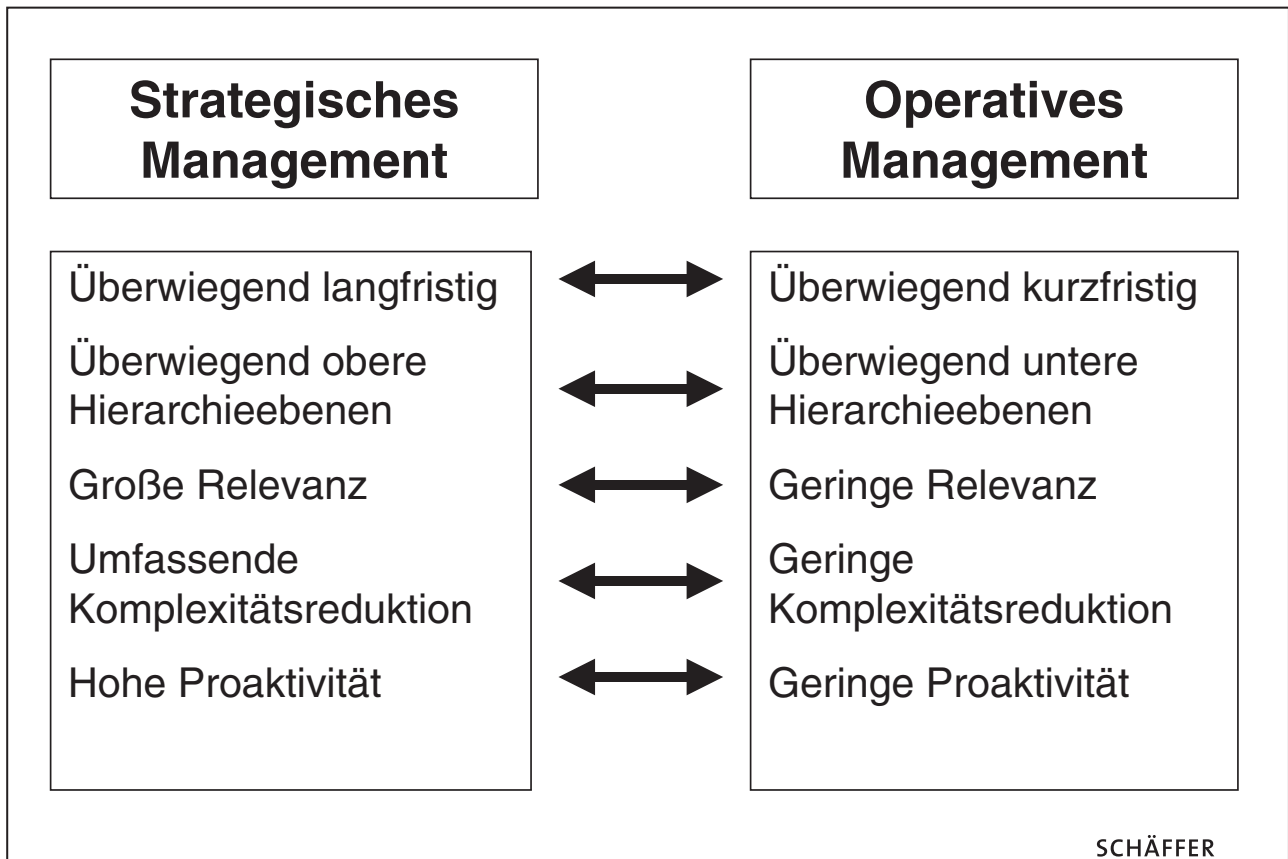 Strategisches
Management
Operatives
Management
Überwiegend langfristig
Überwiegend obere
Hierarchieebenen
Große Relevanz
Umfassende
Komplexitätsreduktion
Hohe Proaktivität
Überwiegend kurzfristig
Überwiegend untere
Hierarchieebenen
Geringe Relevanz
Geringe
Komplexitätsreduktion
Geringe Proaktivität
SCHÄFFER